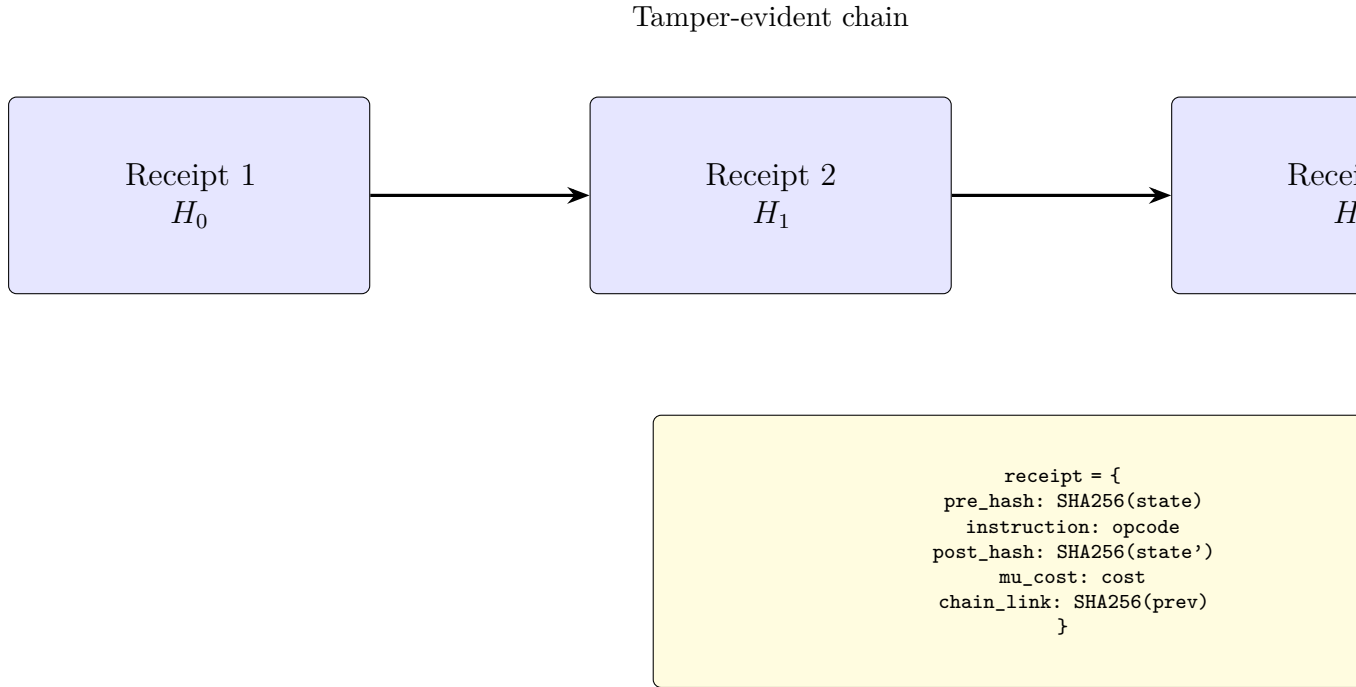 Tamper-evident chain
Receipt 1
H₀
Receipt 2
H₁
receipt = {
pre_hash: SHA256(state)
instruction: opcode
post_hash: SHA256(state’)
mu_cost: cost
chain_link: SHA256(prev)
}